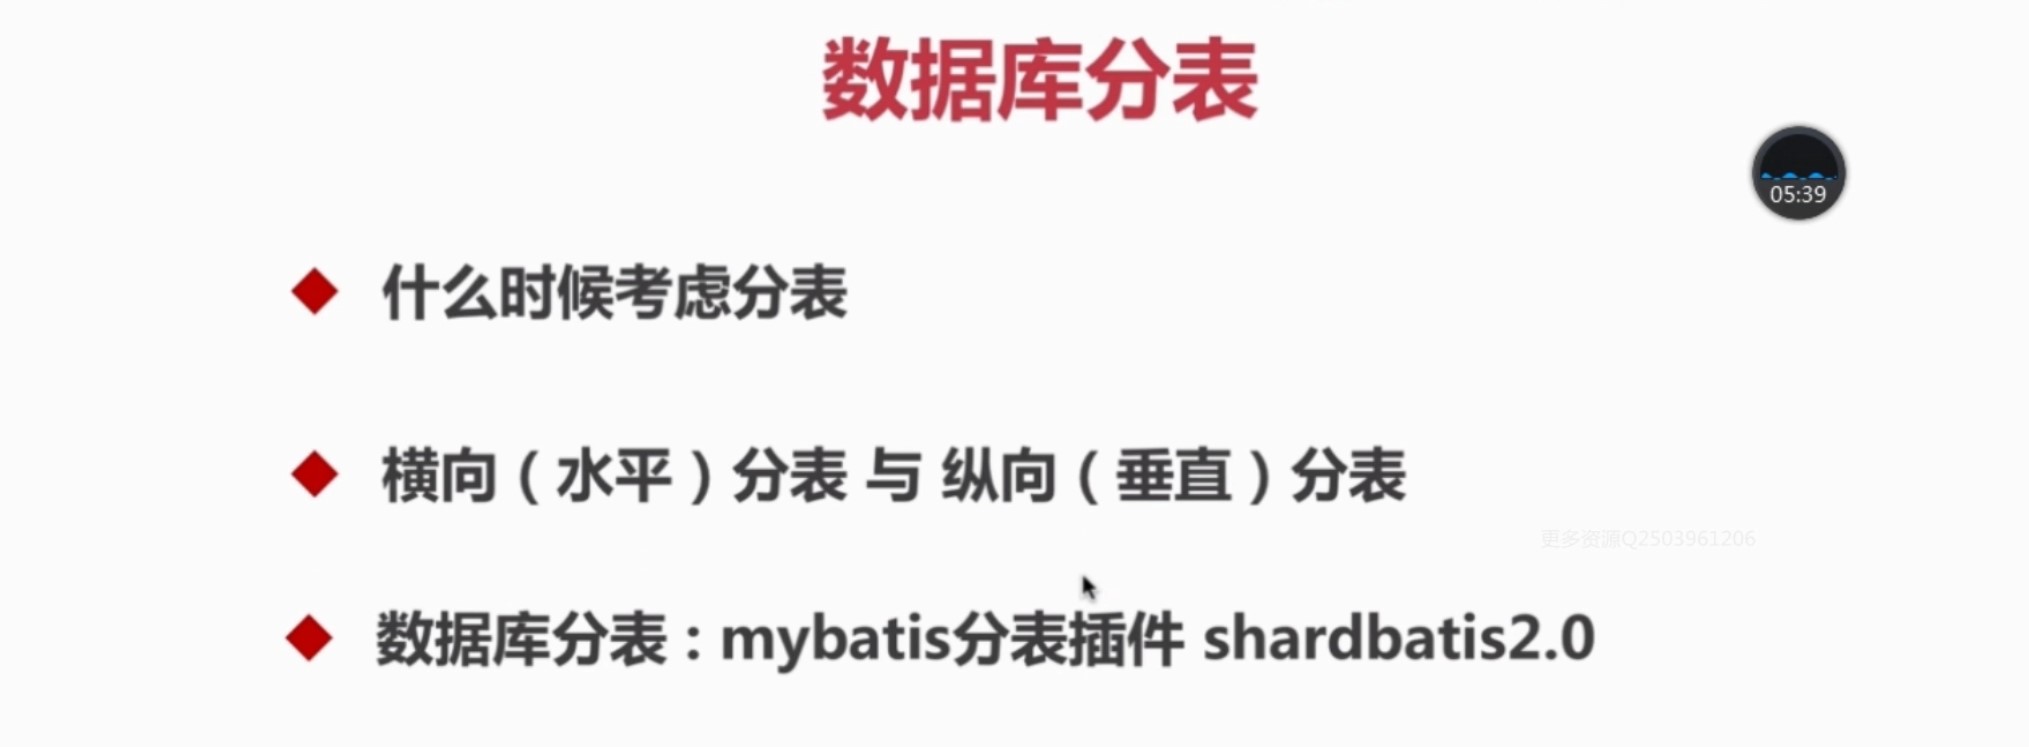 数据库分表
05:39
什么时候考虑分表
横向（水平）分表 与 纵向（垂直）分表
更多资源Q2503961206
数据库分表：mybatis分表插件 shardbatis2.0